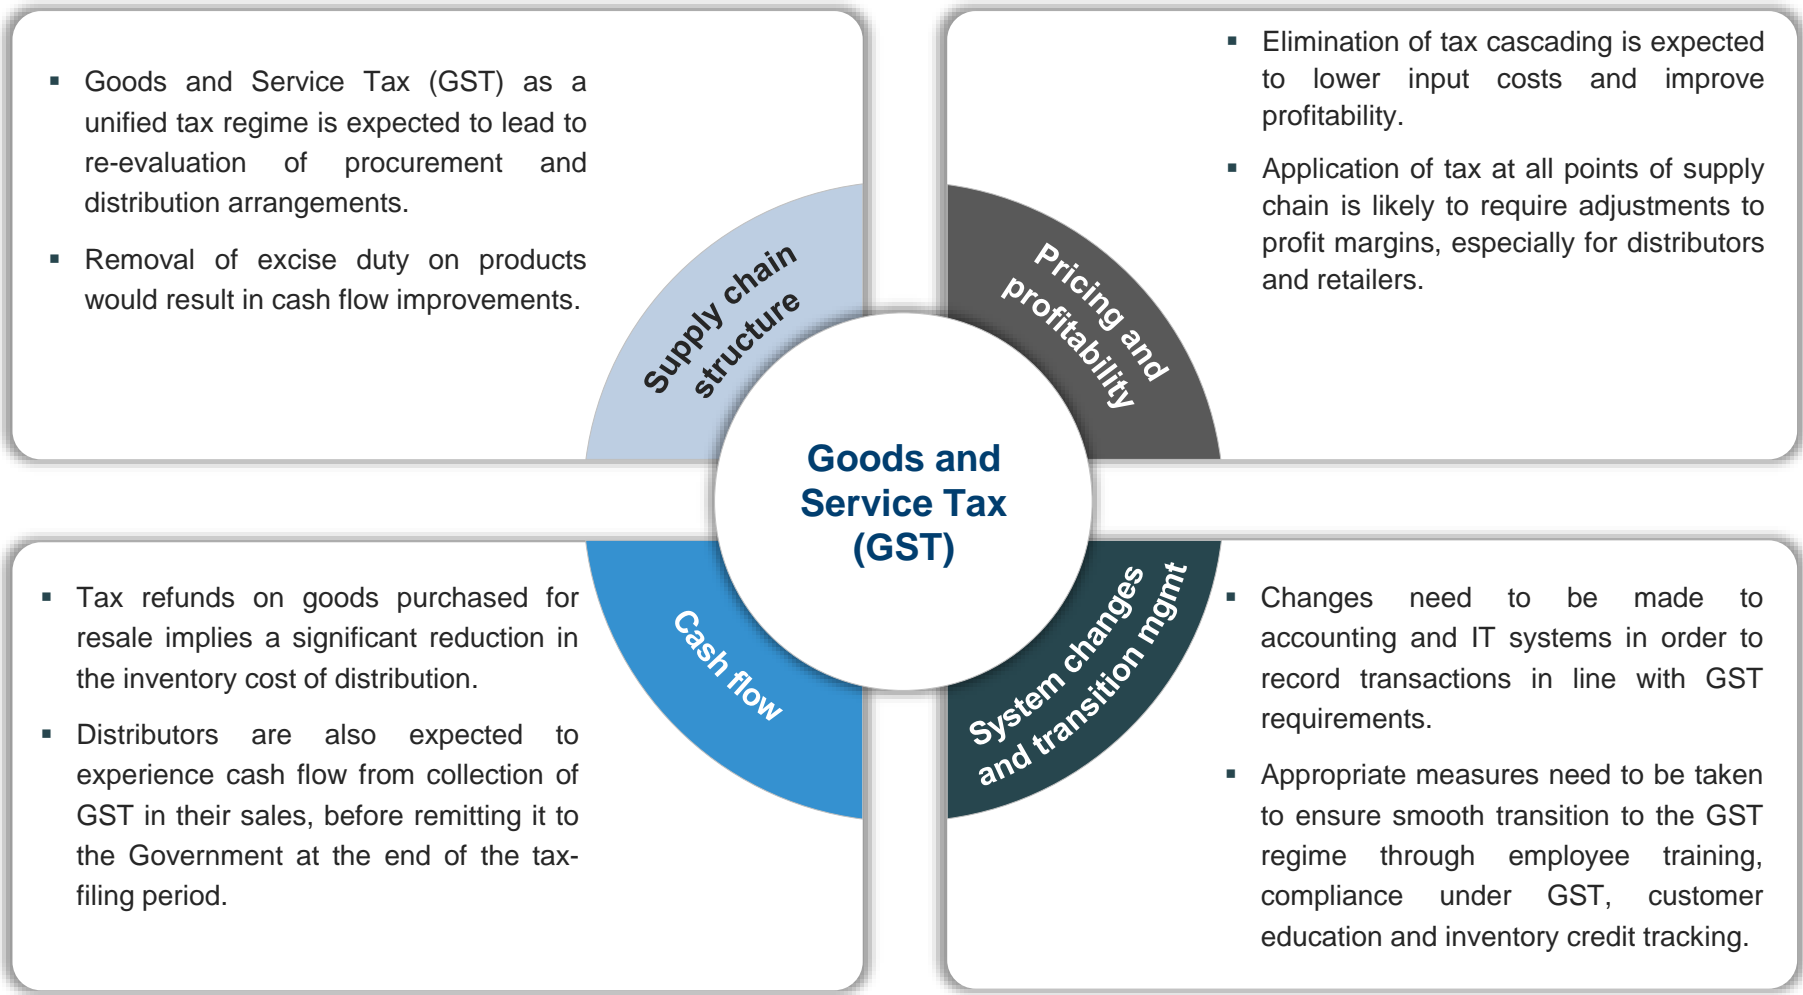 ▪ Goods and Service Tax (GST) as a
unified tax regime is expected to lead to
re-evaluation of procurement and
distribution arrangements.
▪ Removal of excise duty on products
would result in cash flow improvements.
Supply chain
structure
▪ Elimination of tax cascading is expected
to lower input costs and improve
profitability.
▪ Application of tax at all points of supply
chain is likely to require adjustments to
profit margins, especially for distributors
and retailers.
Pricing and
profitability
Goods and
Service Tax
(GST)
▪ Tax refunds on goods purchased for
resale implies a significant reduction in
the inventory cost of distribution.
▪ Distributors are also expected to
experience cash flow from collection of
GST in their sales, before remitting it to
the Government at the end of the tax-
filing period.
Cash flow
System changes
and transition mgmt
▪ Changes need to be made to
accounting and IT systems in order to
record transactions in line with GST
requirements.
▪ Appropriate measures need to be taken
to ensure smooth transition to the GST
regime through employee training,
compliance under GST, customer
education and inventory credit tracking.